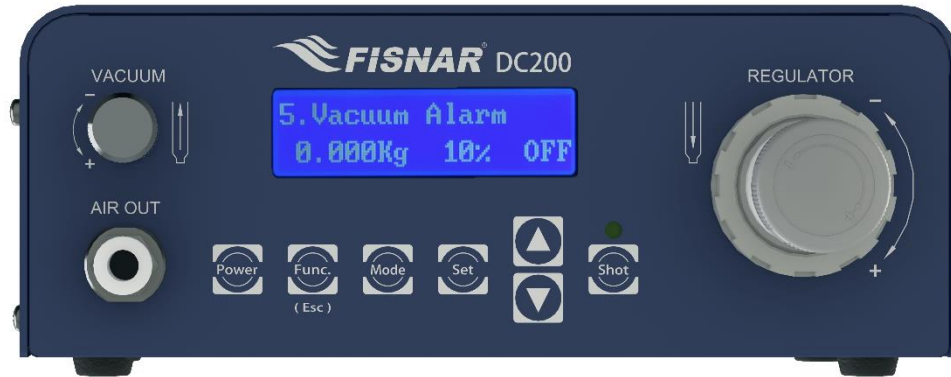 FISNAR® DC200
VACUUM
REGULATOR
5.Vacuum Alarm
0.000Kg 10% OFF
- +
- +
AIR OUT
Power
Func.
(Esc)
Mode
Set
Shot